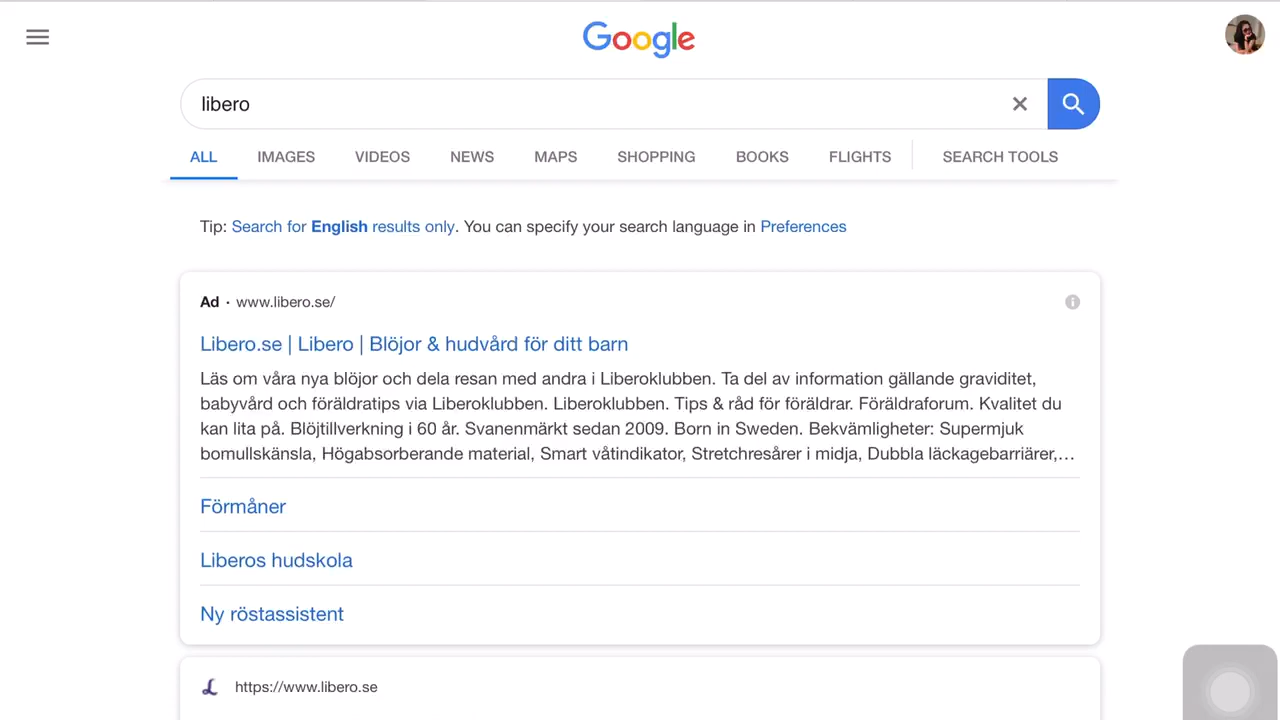 Google
libero
ALL IMAGES VIDEOS NEWS MAPS SHOPPING BOOKS FLIGHTS SEARCH TOOLS
Tip: Search for English results only. You can specify your search language in Preferences
Ad · www.libero.se/
Libero.se | Libero | Blöjor & hudvård för ditt barn
Läs om våra nya blöjor och dela resan med andra i Liberoklubben. Ta del av information gällande graviditet,
babyvård och föräldratips via Liberoklubben. Liberoklubben. Tips & råd för föräldrar. Föräldraforum. Kvalitet du
kan lita på. Blöjtillverkning i 60 år. Svanenmärkt sedan 2009. Born in Sweden. Bekvämligheter: Supermjuk
bomullskänsla, Högabsorberande material, Smart våtindikator, Stretchresårer i midja, Dubbla läckagebarriärer,…
Förmåner
Liberos hudskola
Ny röstassistent
https://www.libero.se